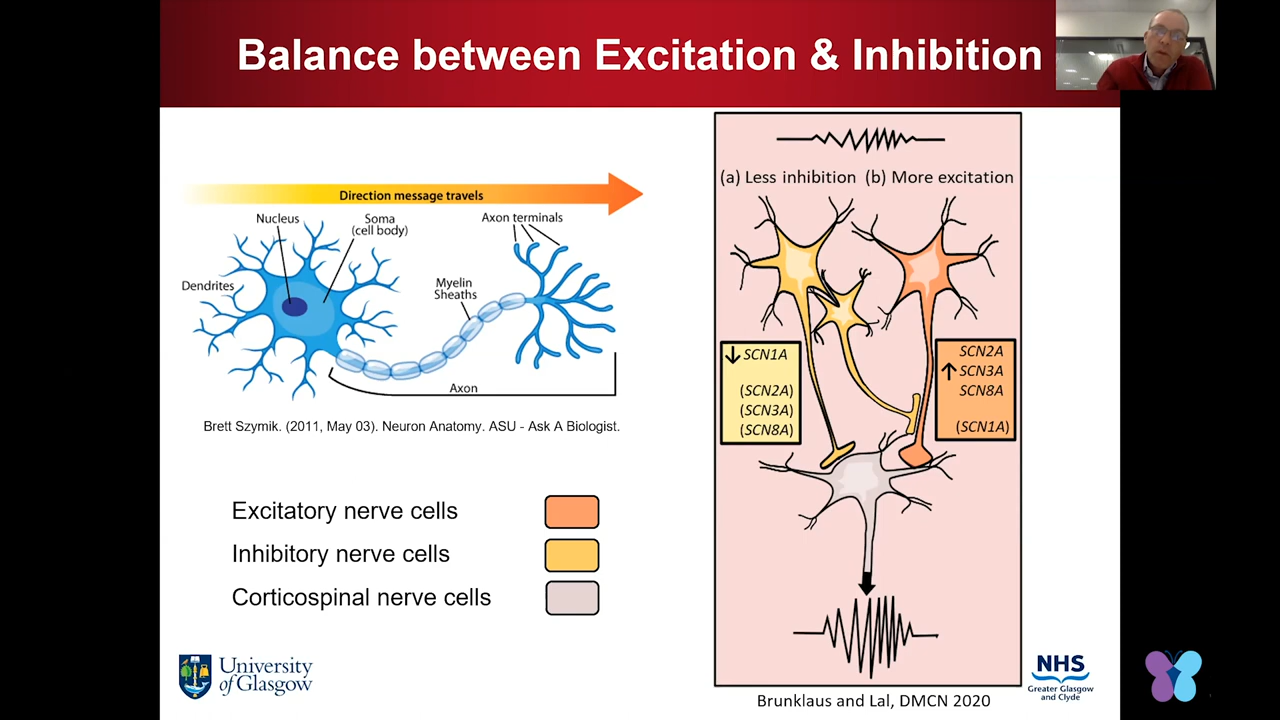 Balance between Excitation & Inhibition
Direction message travels
Nucleus
Soma
(cell body)
Axon terminals
Dendrites
Myelin
Sheaths
Axon
Brett Szymik. (2011, May 03). Neuron Anatomy. ASU - Ask A Biologist.
Excitatory nerve cells
Inhibitory nerve cells
Corticospinal nerve cells
University
of Glasgow
(a) Less inhibition (b) More excitation
↓ SCN1A
(SCN2A)
(SCN3A)
(SCN8A)
SCN2A
↑ SCN3A
SCN8A
(SCN1A)
Brunklaus and Lal, DMCN 2020
NHS
Greater Glasgow
and Clyde